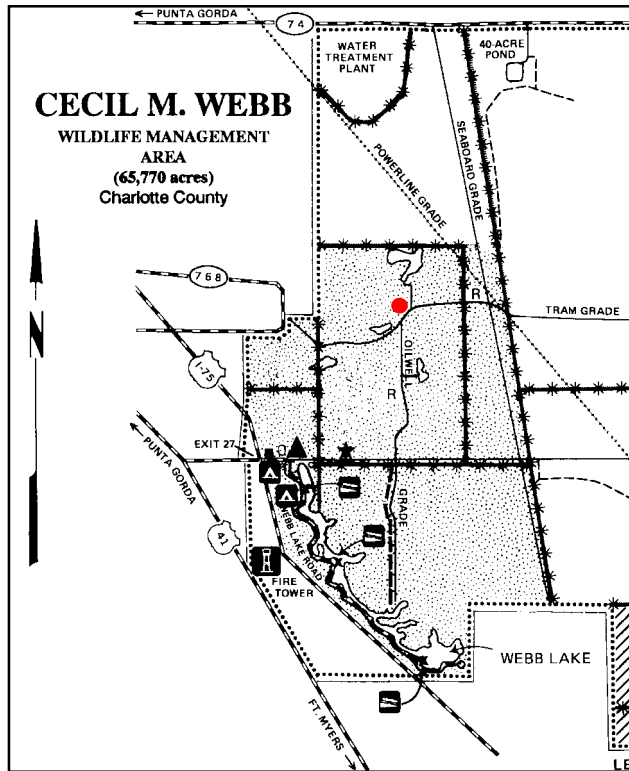 PUNTA GORDA
74
WATER
TREATMENT
PLANT
40-ACRE
POND
CECIL M. WEBB
WILDLIFE MANAGEMENT
AREA
(65,770 acres)
Charlotte County
SEABOARD GRADE
POWERLINE GRADE
768
N
R
TRAM GRADE
OILWELL
I-75
R
EXIT 27
PUNTA GORDA
GRADE
41
WEBB LAKE ROAD
FIRE
TOWER
WEBB LAKE
FT. MYERS
LE